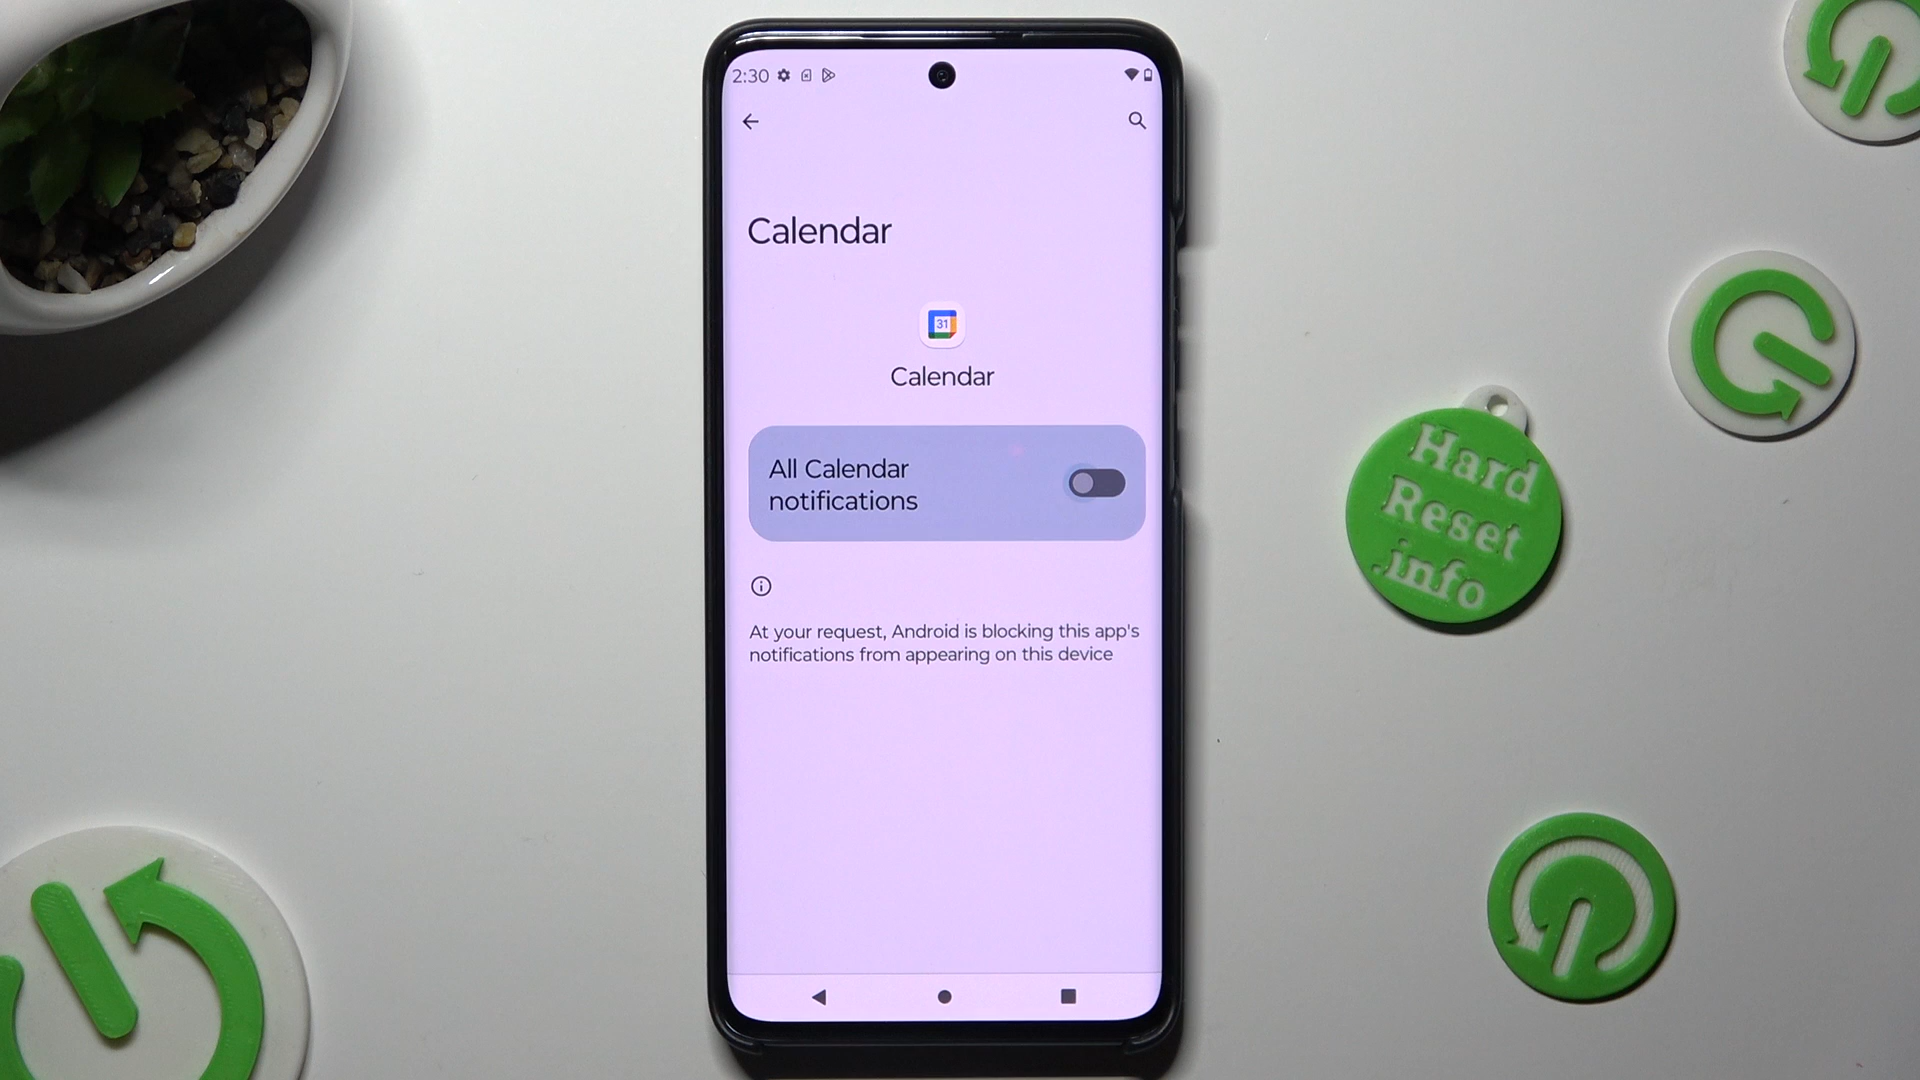 2:30
Calendar
31
Calendar
All Calendar
notifications
At your request, Android is blocking this app's
notifications from appearing on this device
Hard
Reset
.info